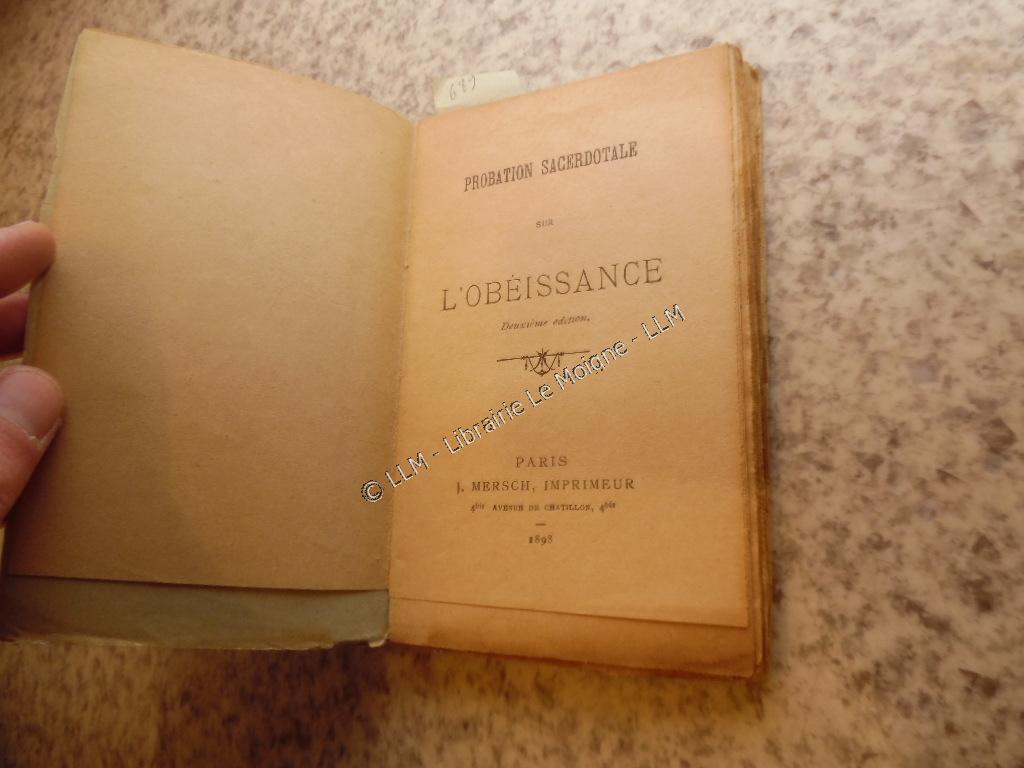 689
PROBATION SACERDOTALE
SUR
L'OBÉISSANCE
Deuxième édition.
© LLM - Librairie Le Moigne - LLM
PARIS
J. MERSCH, IMPRIMEUR
4bis AVENUE DE CHATILLON, 4bis
1898